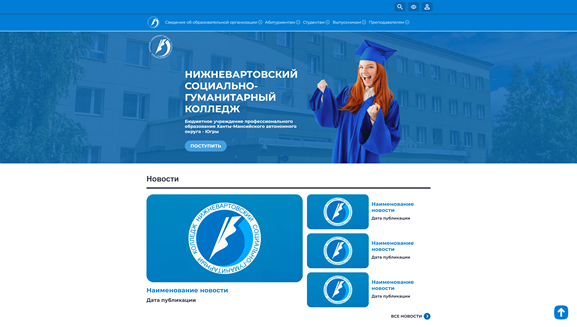 Сведения об образовательной организации Абитуриентам Студентам Выпускникам Преподавателям
НИЖНЕВАРТОВСКИЙ
СОЦИАЛЬНО-
ГУМАНИТАРНЫЙ
КОЛЛЕДЖ
Бюджетное учреждение профессионального
образования Ханты-Мансийского автономного
округа - Югры
ПОСТУПИТЬ
Новости
НИЖНЕВАРТОВСКИЙ СОЦИАЛЬНО-ГУМАНИТАРНЫЙ КОЛЛЕДЖ
Наименование новости
Дата публикации
Наименование
новости
Дата публикации
Наименование
новости
Дата публикации
Наименование
новости
Дата публикации
ВСЕ НОВОСТИ